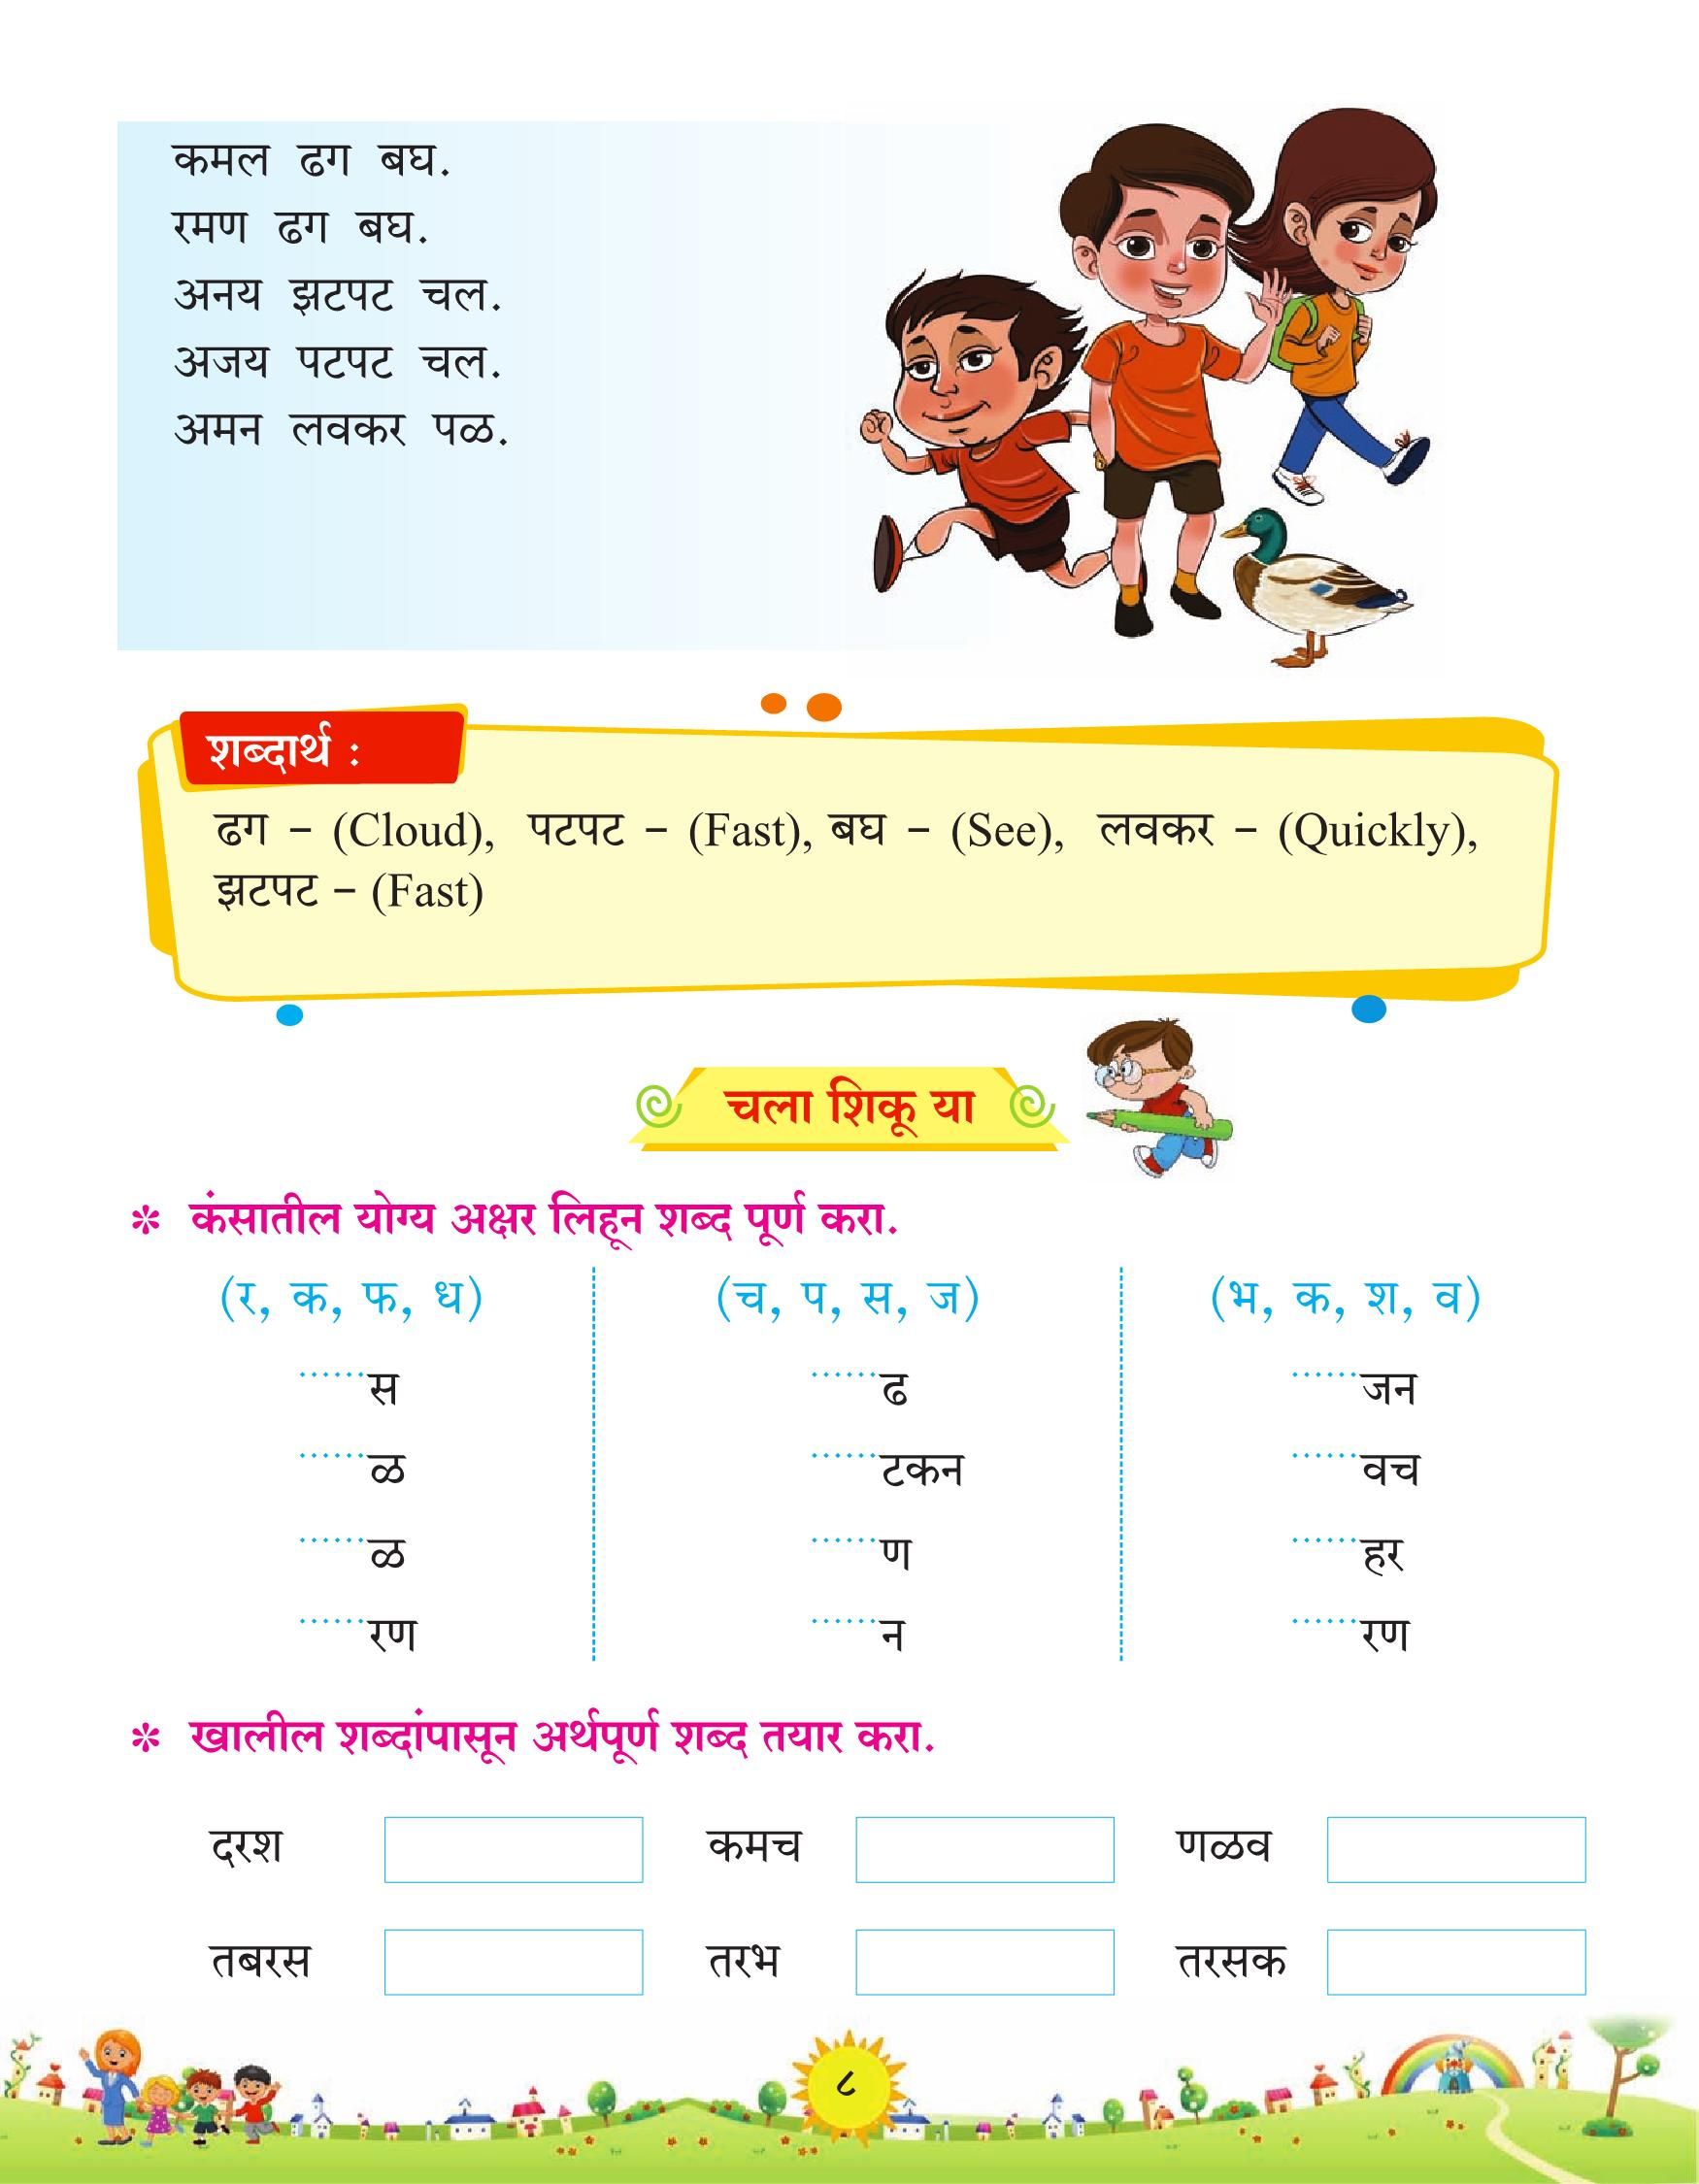 कमल ढग बघ.
रमण ढग बघ.
अनय झटपट चल.
अजय पटपट चल.
अमन लवकर पळ.
शब्दार्थ :
ढग – (Cloud), पटपट – (Fast), बघ – (See), लवकर – (Quickly),
झटपट – (Fast)
चला शिकू या
* कंसातील योग्य अक्षर लिहून शब्द पूर्ण करा.
(र, क, फ, ध) (च, प, स, ज) (भ, क, श, व)
......स ......ढ ......जन
......ळ ......टकन ......वच
......ळ ......ण ......हर
......रण ......न ......रण
* खालील शब्दांपासून अर्थपूर्ण शब्द तयार करा.
दरश कमच णळव
तबरस तरभ तरसक
८